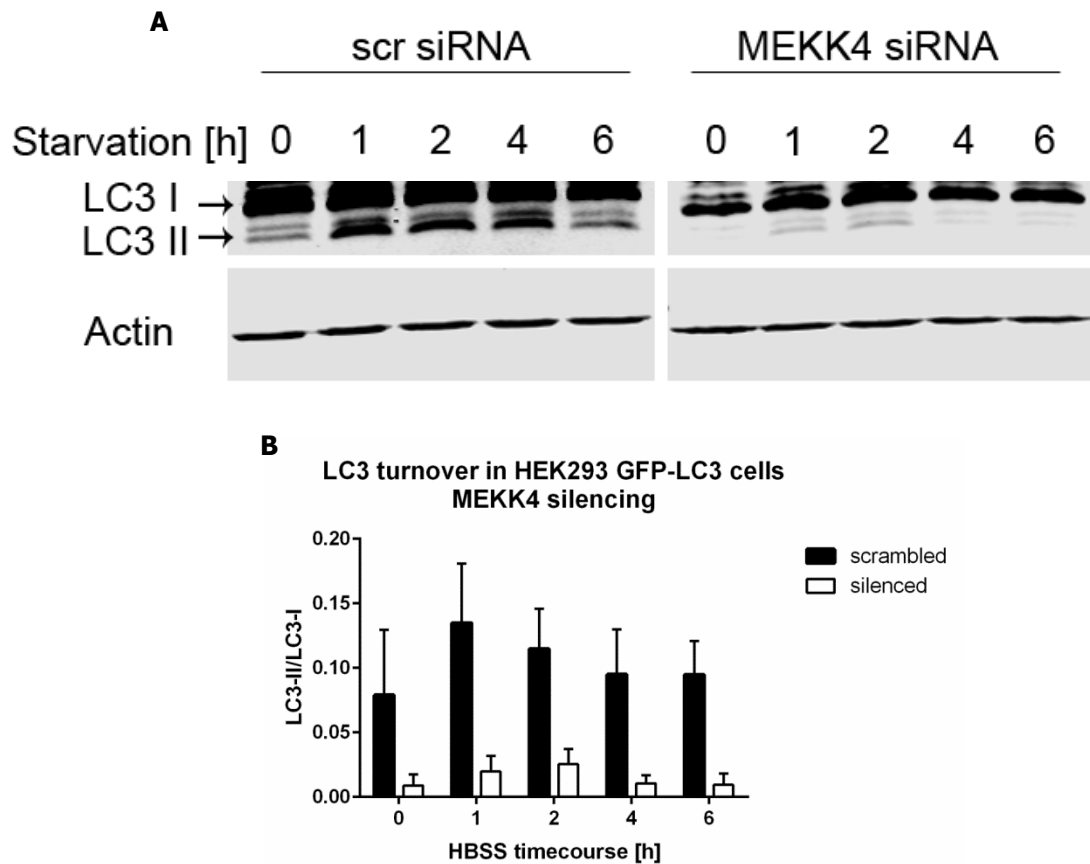 A
scr siRNA MEKK4 siRNA
Starvation [h] 0 1 2 4 6 0 1 2 4 6
LC3 I →
LC3 II →
Actin
B
LC3 turnover in HEK293 GFP-LC3 cells
MEKK4 silencing
LC3-II/LC3-I
0.20
0.15
0.10
0.05
0.00
0 1 2 4 6
HBSS timecourse [h]
scrambled
silenced